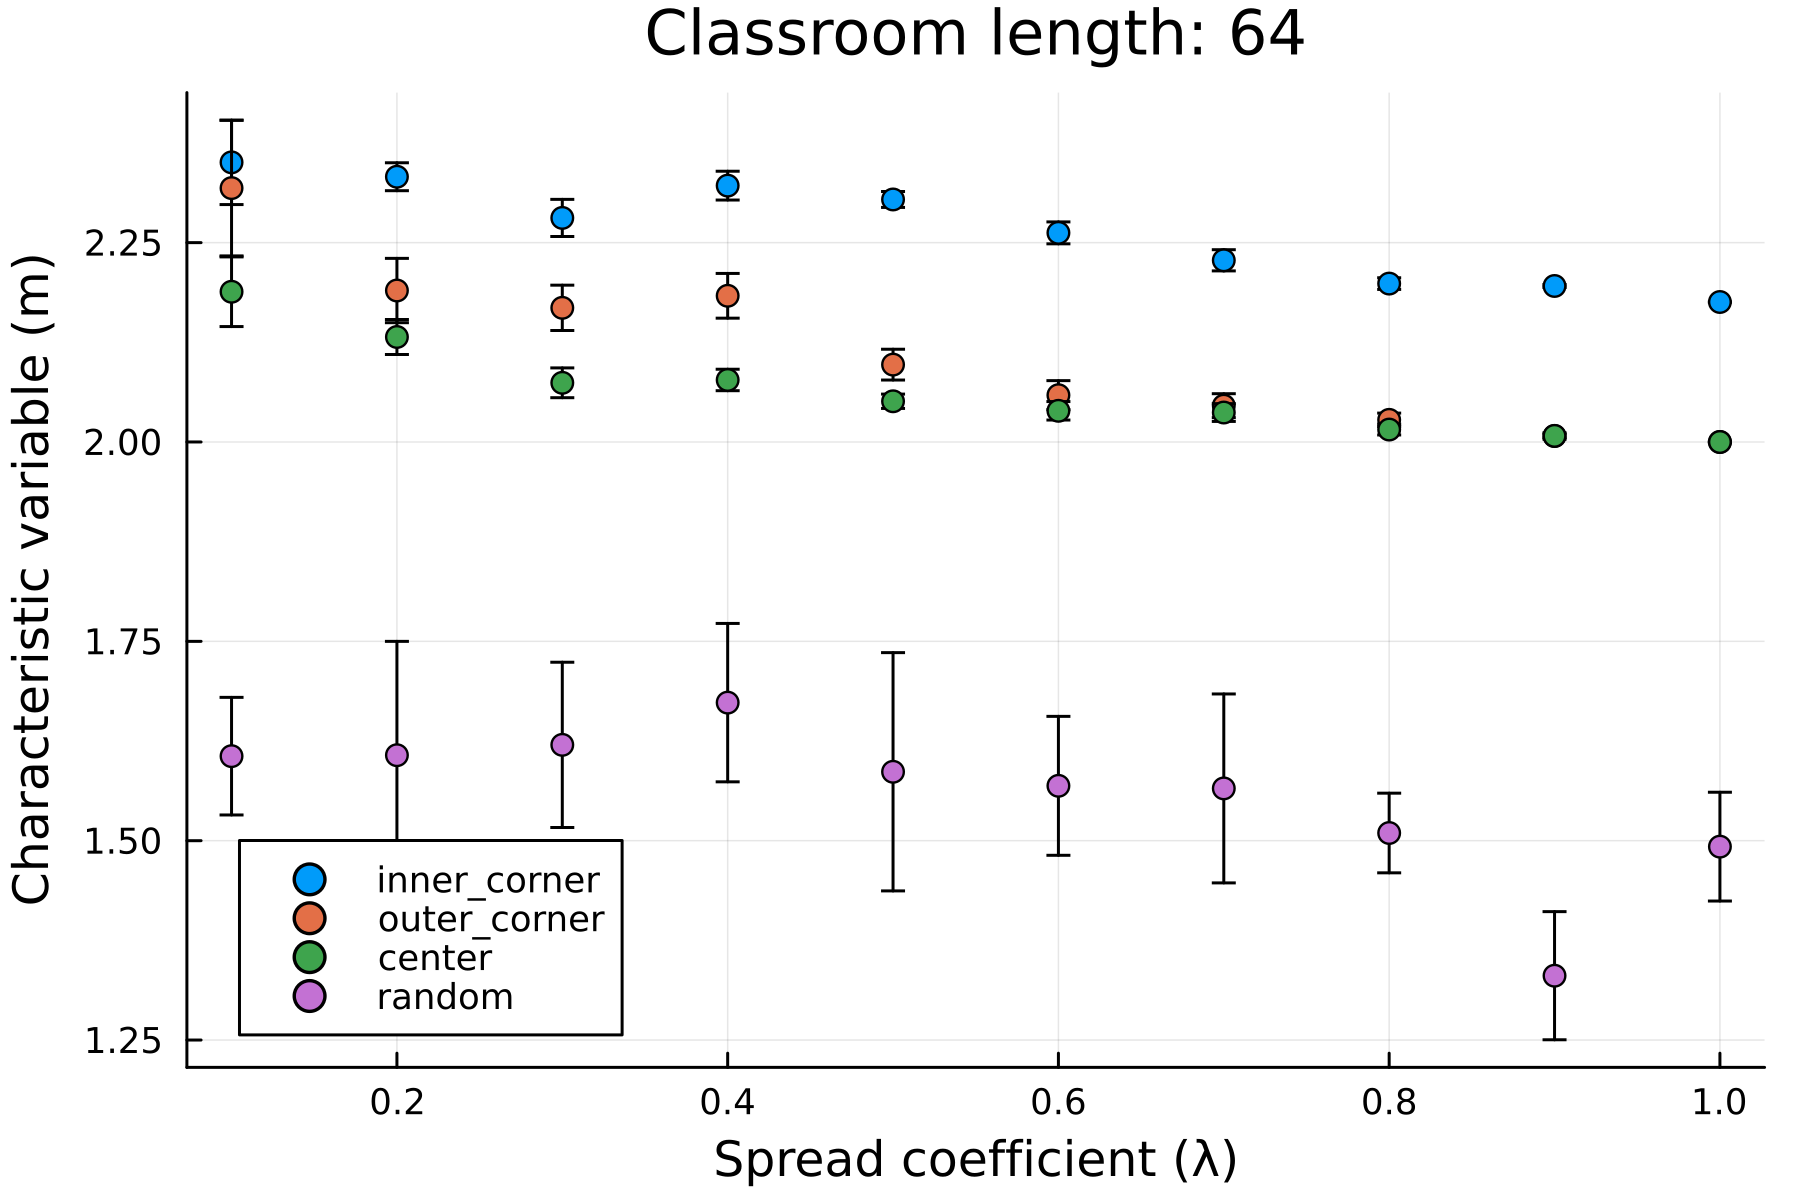 Classroom length: 64
Characteristic variable (m)
2.25
2.00
1.75
1.50
1.25
inner_corner
outer_corner
center
random
0.2 0.4 0.6 0.8 1.0
Spread coefficient (λ)